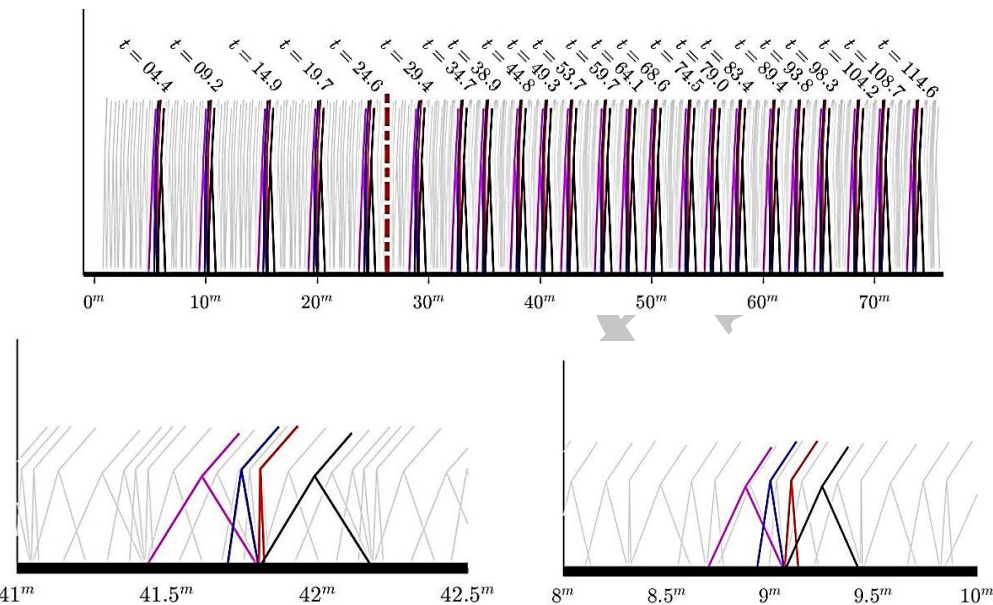 t = 04.4
t = 09.2
t = 14.9
t = 19.7
t = 24.6
t = 29.4
t = 34.7
t = 38.9
t = 44.8
t = 49.3
t = 53.7
t = 59.7
t = 64.1
t = 68.6
t = 74.5
t = 79.0
t = 83.4
t = 89.4
t = 93.8
t = 98.3
t = 104.2
t = 108.7
t = 114.6
0m 10m 20m 30m 40m 50m 60m 70m
41m 41.5m 42m 42.5m
8m 8.5m 9m 9.5m 10m